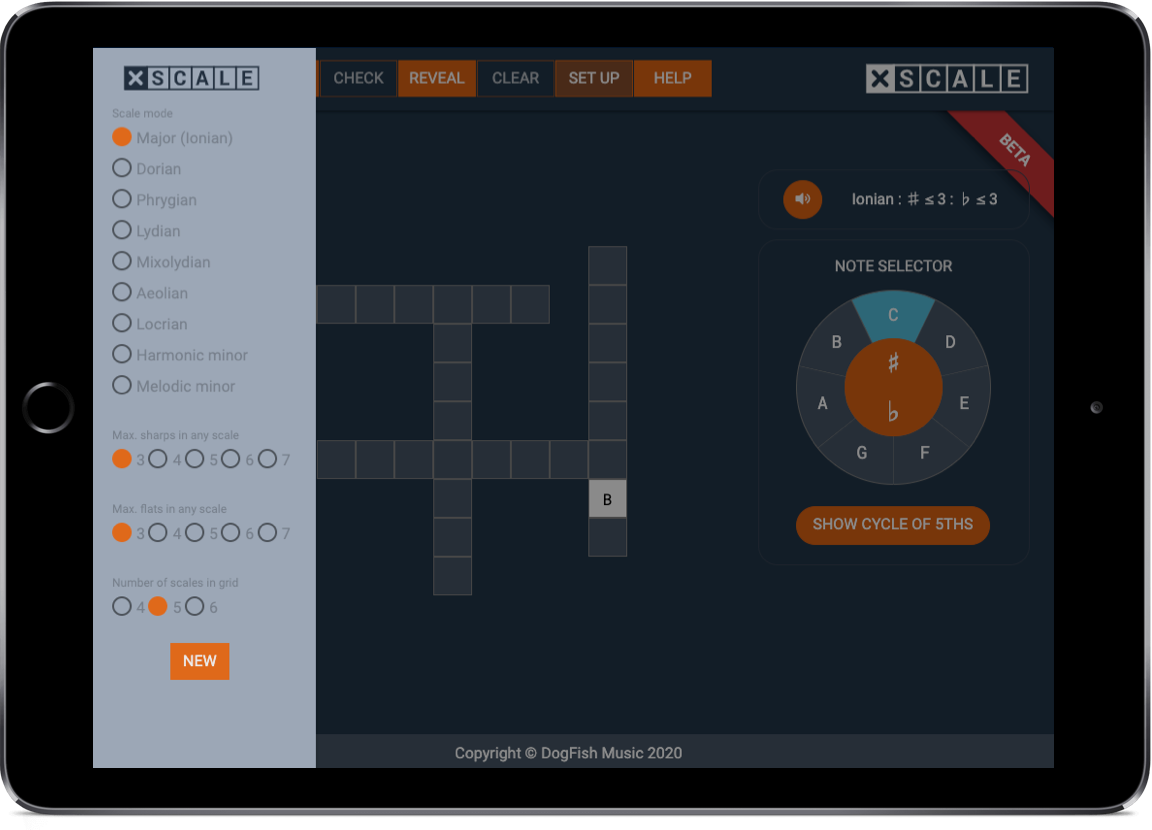 XSCALE
Scale mode
Major (Ionian)
Dorian
Phrygian
Lydian
Mixolydian
Aeolian
Locrian
Harmonic minor
Melodic minor
Max. sharps in any scale
3 4 5 6 7
Max. flats in any scale
3 4 5 6 7
Number of scales in grid
4 5 6
NEW
CHECK REVEAL CLEAR SET UP HELP
XSCALE
BETA
Ionian : ♯ ≤ 3 : ♭ ≤ 3
NOTE SELECTOR
C
B D
♯
A E
♭
G F
SHOW CYCLE OF 5THS
B
Copyright © DogFish Music 2020